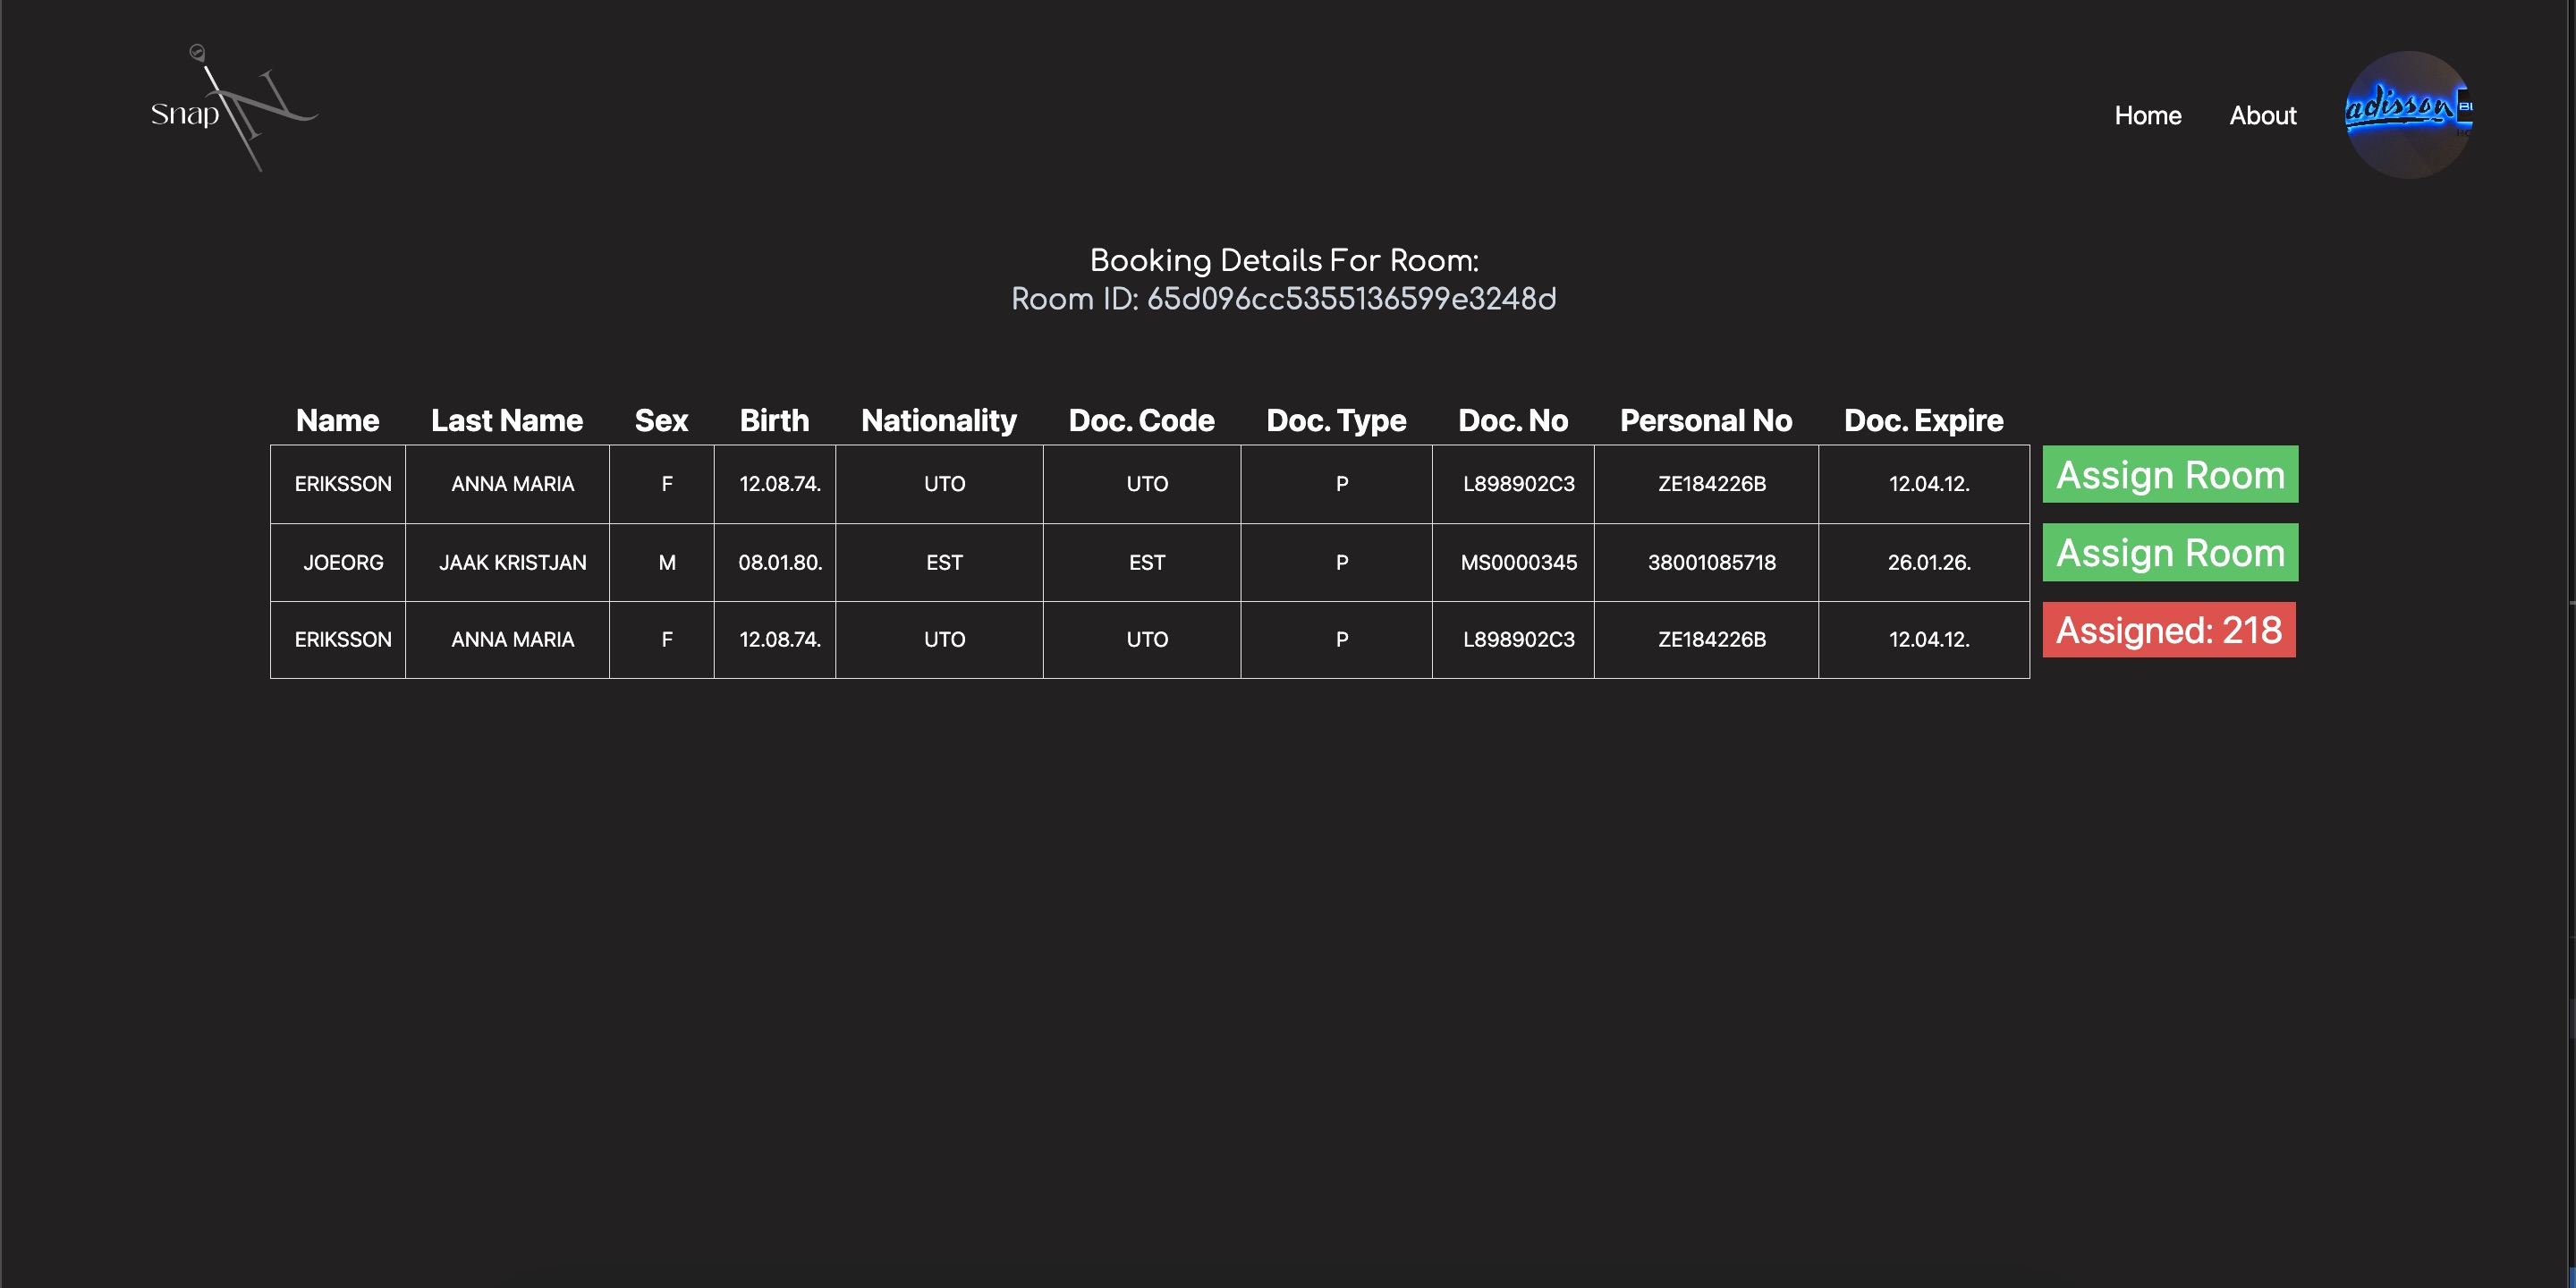 Snap
Home About
adisson
Booking Details For Room:
Room ID: 65d096cc5355136599e3248d
Name Last Name Sex Birth Nationality Doc. Code Doc. Type Doc. No Personal No Doc. Expire
ERIKSSON ANNA MARIA F 12.08.74. UTO UTO P L898902C3 ZE184226B 12.04.12. Assign Room
JOEORG JAAK KRISTJAN M 08.01.80. EST EST P MS0000345 38001085718 26.01.26. Assign Room
ERIKSSON ANNA MARIA F 12.08.74. UTO UTO P L898902C3 ZE184226B 12.04.12. Assigned: 218